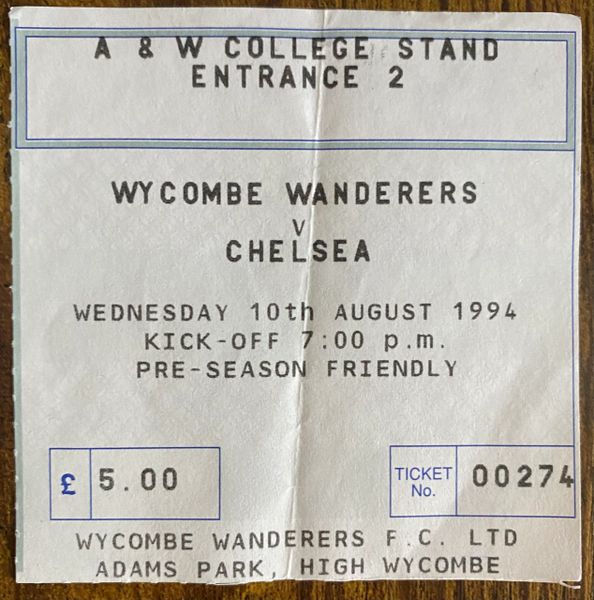 A & W COLLEGE STAND
ENTRANCE 2
WYCOMBE WANDERERS
V
CHELSEA
WEDNESDAY 10th AUGUST 1994
KICK-OFF 7:00 p.m.
PRE-SEASON FRIENDLY
£ 5.00
TICKET No. 00274
WYCOMBE WANDERERS F.C. LTD
ADAMS PARK, HIGH WYCOMBE